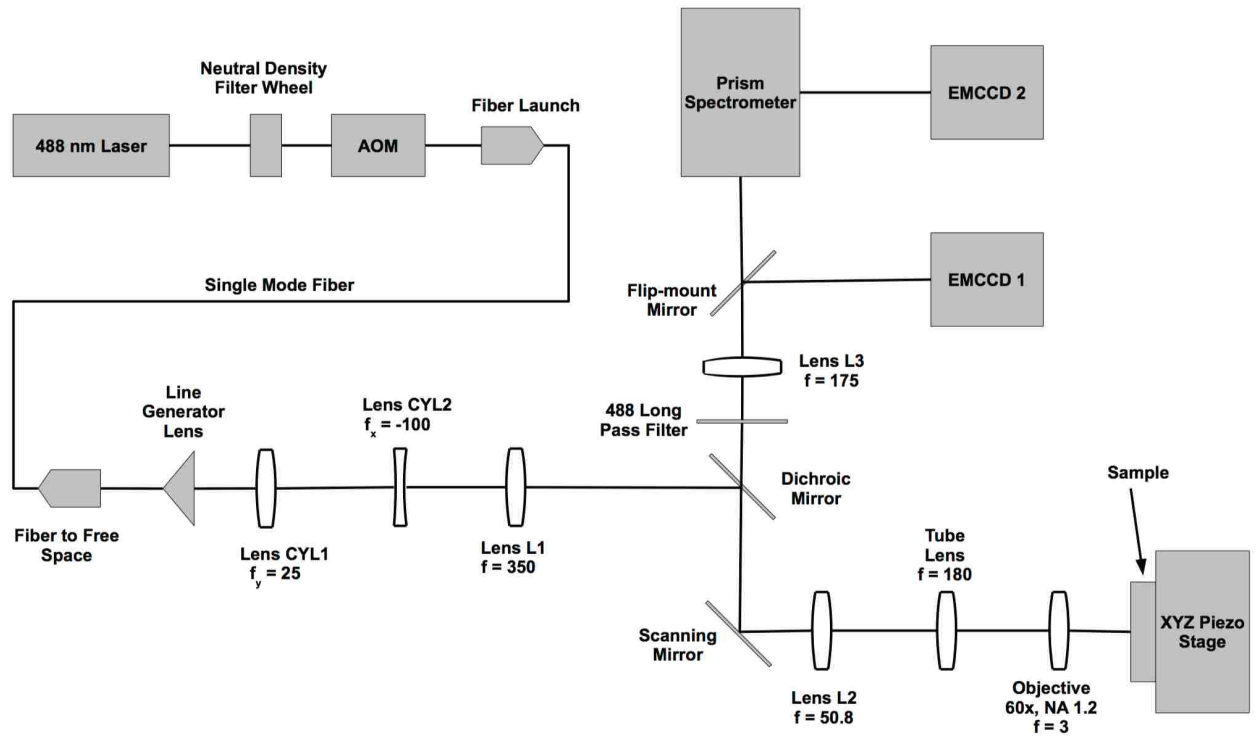 Neutral Density
Filter Wheel
488 nm Laser
AOM
Fiber Launch
Prism
Spectrometer
EMCCD 2
Single Mode Fiber
Flip-mount
Mirror
EMCCD 1
Lens L3
f = 175
488 Long
Pass Filter
Line
Generator
Lens
Lens CYL2
fx = -100
Dichroic
Mirror
Sample
Fiber to Free
Space
Lens CYL1
fy = 25
Lens L1
f = 350
Tube
Lens
f = 180
Scanning
Mirror
XYZ Piezo
Stage
Lens L2
f = 50.8
Objective
60x, NA 1.2
f = 3